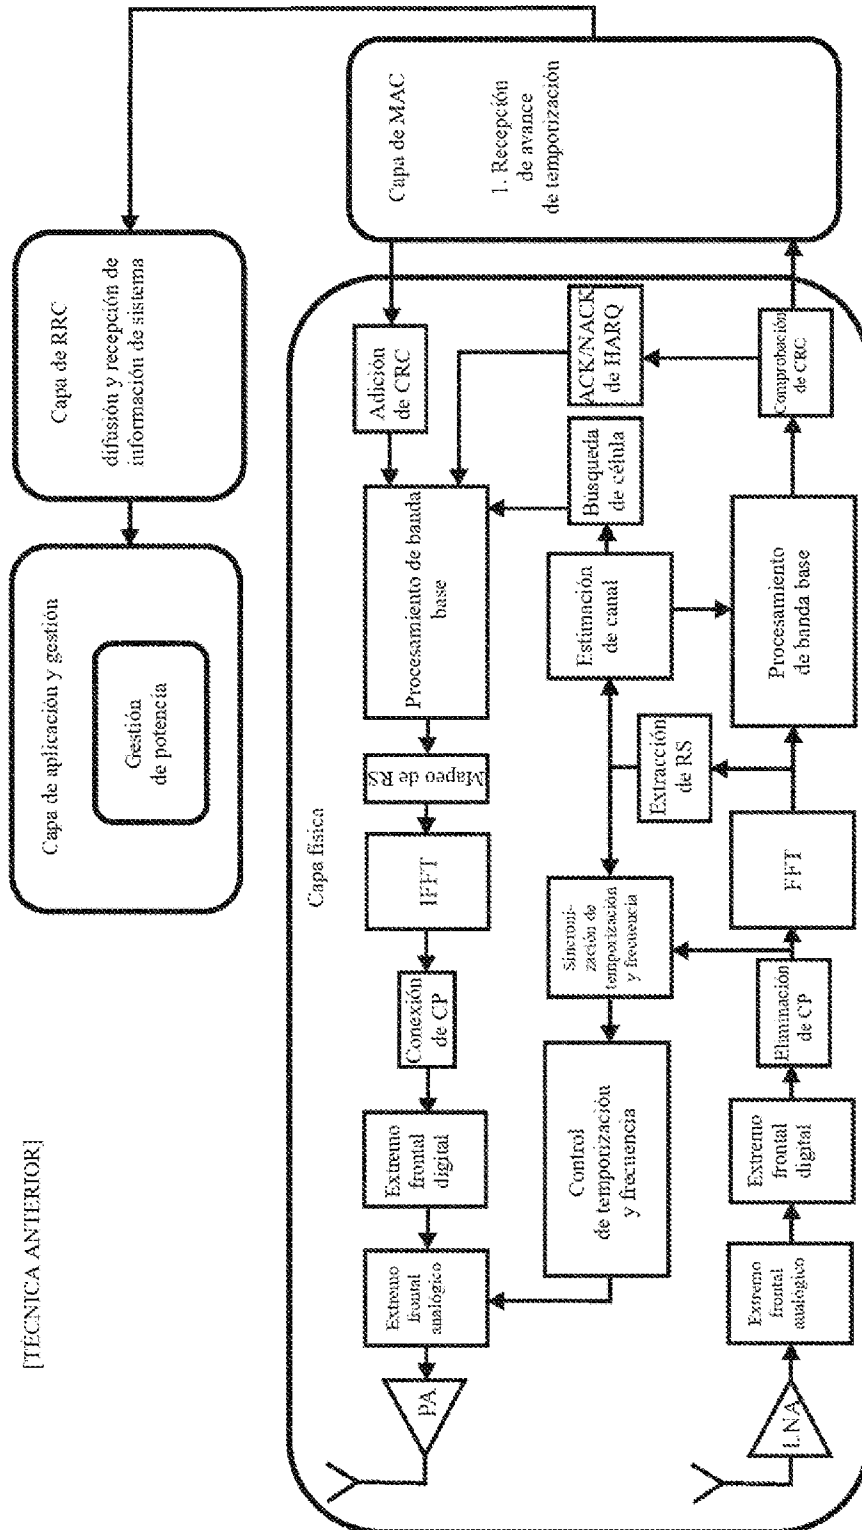 [TÉCNICA ANTERIOR]
Capa de aplicación y gestión
Gestión
de potencia
Capa de RRC
difusión y recepción de
información de sistema
Capa física
PA
Extremo
frontal
analógico
Extremo
frontal
digital
Conexión
de CP
IFFT
Mapeo de RS
Procesamiento de banda
base
Adición
de CRC
Capa de MAC
1. Recepción
de avance
de temporización
Control
de temporización
y frecuencia
Sincroni-
zación de
temporización
y frecuencia
Extracción
de RS
Estimación
de canal
Búsqueda
de célula
ACK/NACK
de HARQ
LNA
Extremo
frontal
analógico
Extremo
frontal
digital
Eliminación
de CP
FFT
Procesamiento
de banda base
Comprobación
de CRC